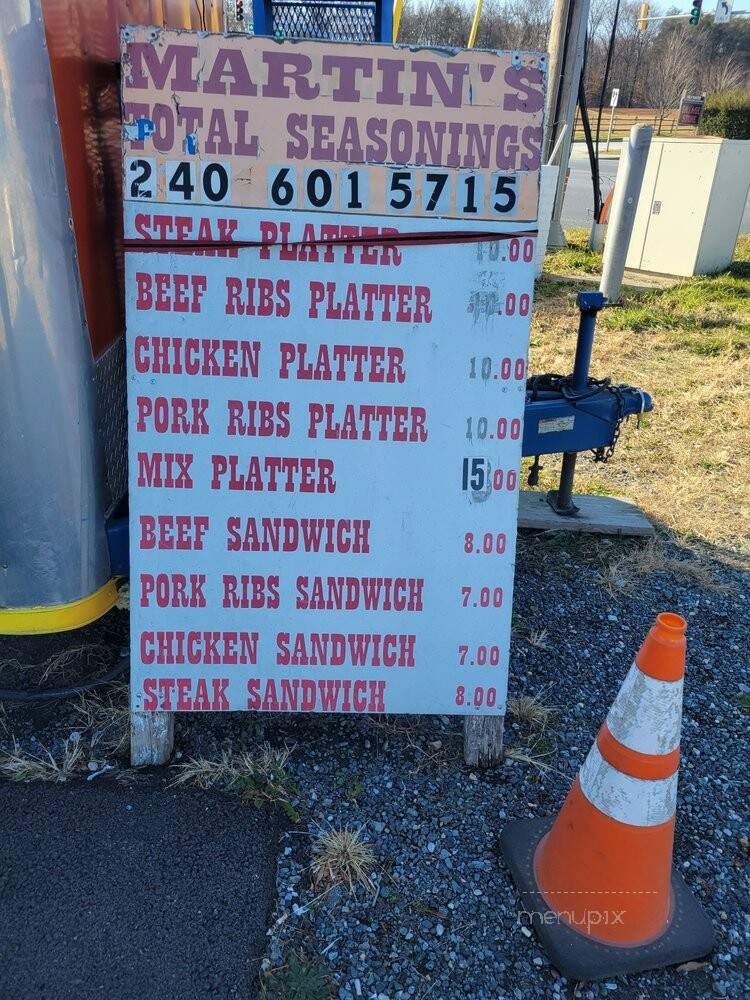 MARTIN'S
TOTAL SEASONINGS
240 601 5715
STEAK PLATTER 10.00
BEEF RIBS PLATTER .00
CHICKEN PLATTER 10.00
PORK RIBS PLATTER 10.00
MIX PLATTER 15.00
BEEF SANDWICH 8.00
PORK RIBS SANDWICH 7.00
CHICKEN SANDWICH 7.00
STEAK SANDWICH 8.00
menupix